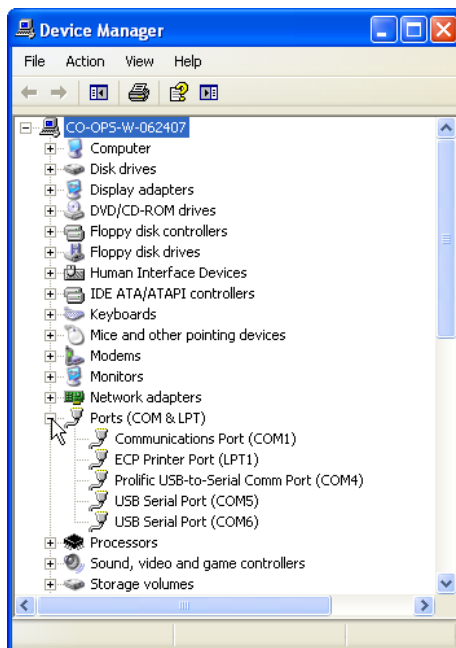 Device Manager
File Action View Help
CO-OPS-W-062407
Computer
Disk drives
Display adapters
DVD/CD-ROM drives
Floppy disk controllers
Floppy disk drives
Human Interface Devices
IDE ATA/ATAPI controllers
Keyboards
Mice and other pointing devices
Modems
Monitors
Network adapters
Ports (COM & LPT)
Communications Port (COM1)
ECP Printer Port (LPT1)
Prolific USB-to-Serial Comm Port (COM4)
USB Serial Port (COM5)
USB Serial Port (COM6)
Processors
Sound, video and game controllers
Storage volumes